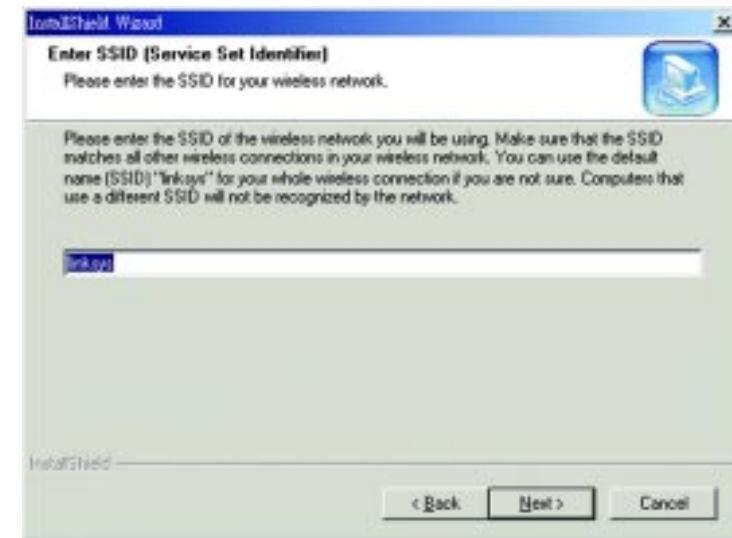 InstallShield Wizard
Enter SSID (Service Set Identifier)
Please enter the SSID for your wireless network.
Please enter the SSID of the wireless network you will be using. Make sure that the SSID
matches all other wireless connections in your wireless network. You can use the default
name (SSID) "linksys" for your whole wireless connection if you are not sure. Computers that
use a different SSID will not be recognized by the network.
linksys
InstallShield
< Back
Next >
Cancel